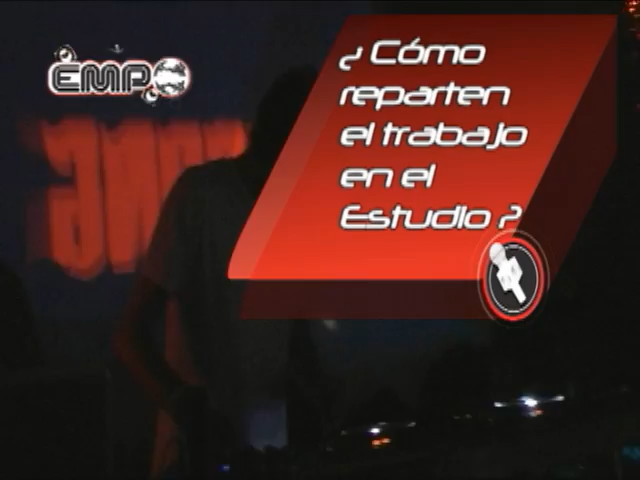 EMPO
¿ Cómo
reparten
el trabajo
en el
Estudio ?